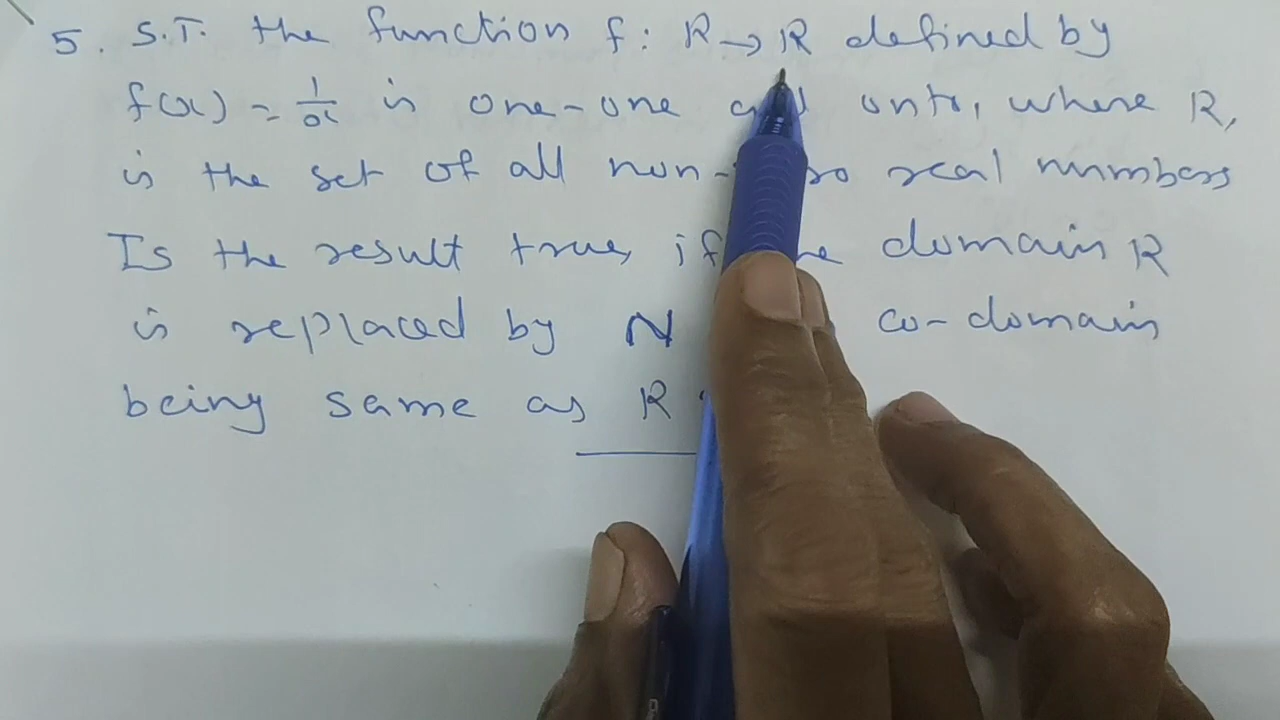 5. S.T. the function f: R→R defined by
f(x) = 1/x is one-one onto, where R,
is the set of all non- real numbers
Is the result true, if domain R
is replaced by N co-domain
being same as R